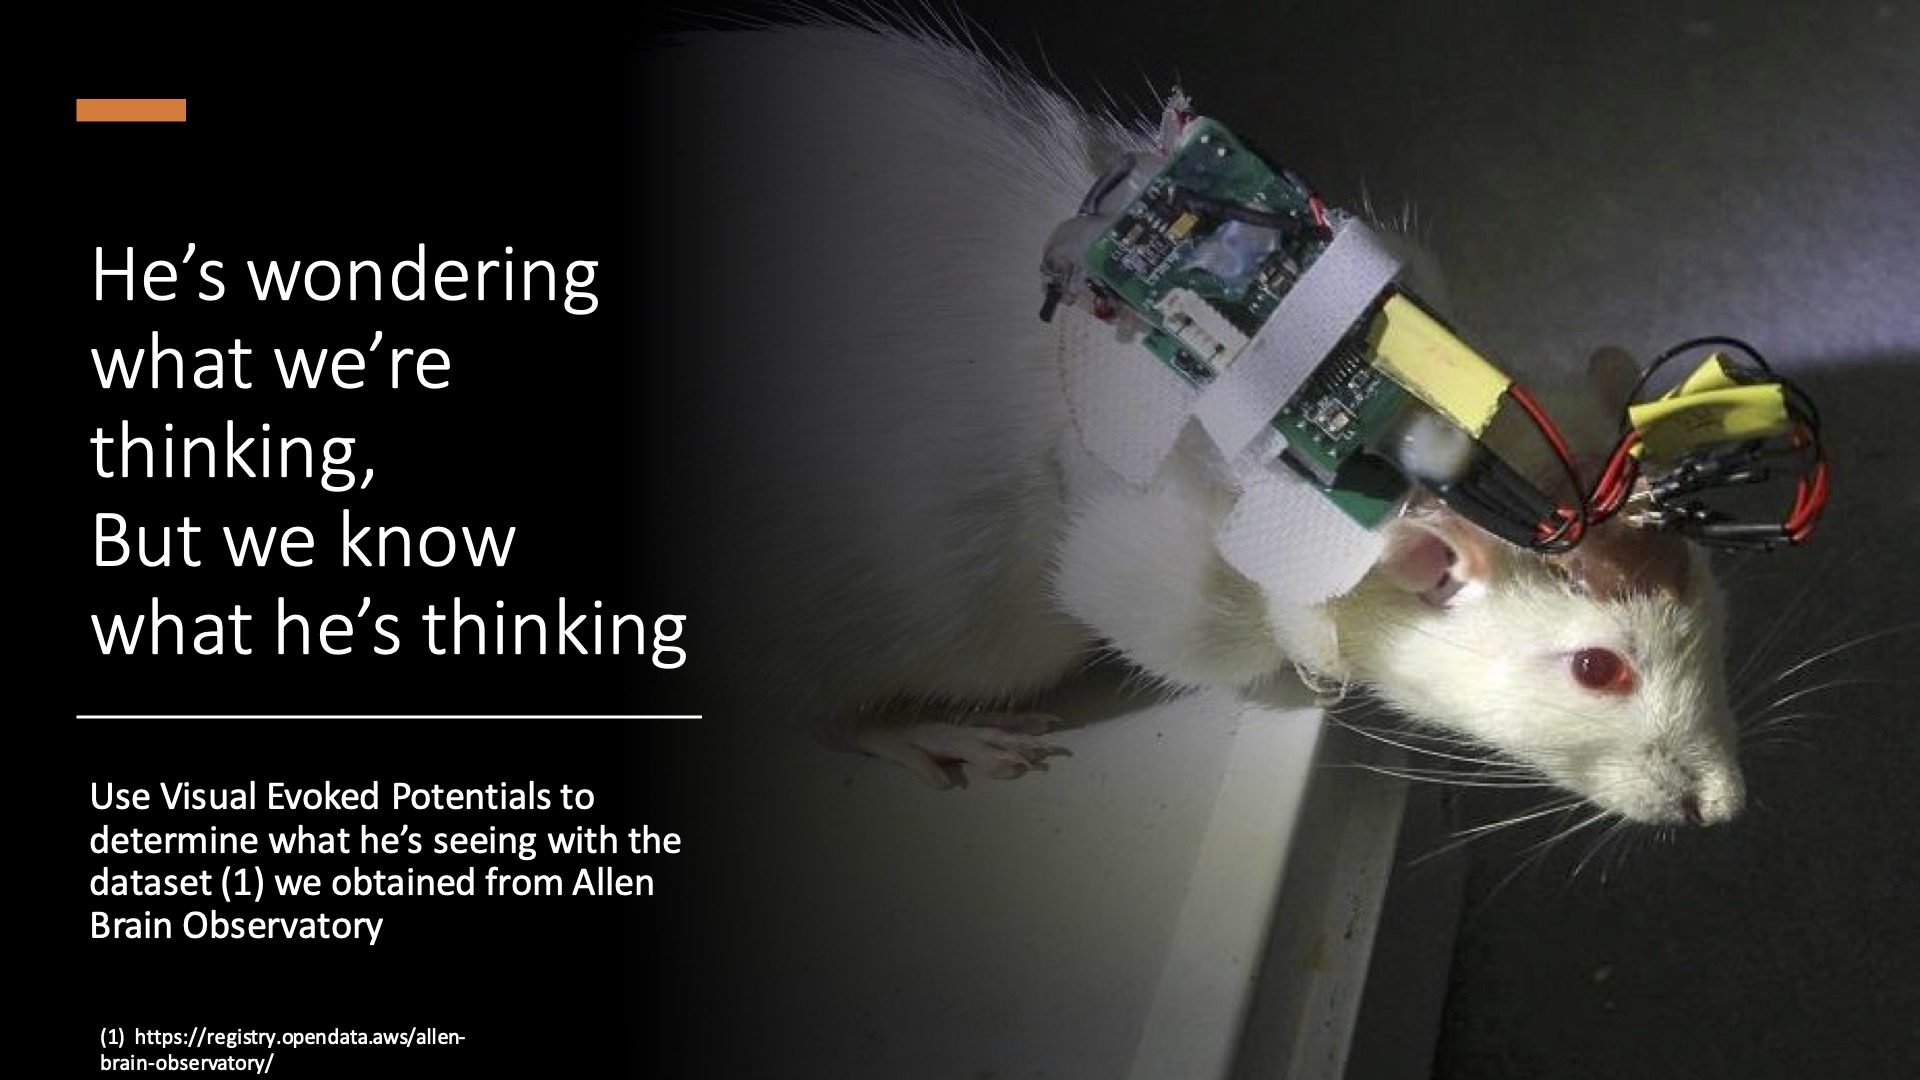 He’s wondering
what we’re
thinking,
But we know
what he’s thinking
Use Visual Evoked Potentials to
determine what he’s seeing with the
dataset (1) we obtained from Allen
Brain Observatory
(1) https://registry.opendata.aws/allen-
brain-observatory/